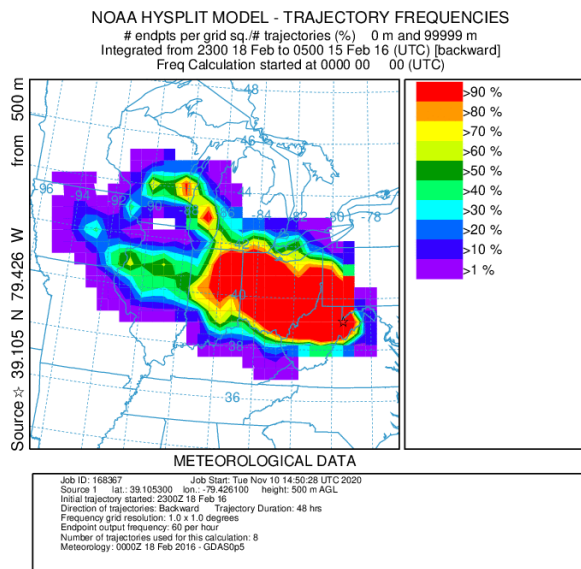 NOAA HYSPLIT MODEL - TRAJECTORY FREQUENCIES
# endpts per grid sq./# trajectories (%) 0 m and 99999 m
Integrated from 2300 18 Feb to 0500 15 Feb 16 (UTC) [backward]
Freq Calculation started at 0000 00 00 (UTC)
Source ☆ 39.105 N 79.426 W from 500 m
48
46
-96
-94
-92
-90
-88
-84
-82
-80
-78
44
42
40
38
36
>90 %
>80 %
>70 %
>60 %
>50 %
>40 %
>30 %
>20 %
>10 %
>1 %
METEOROLOGICAL DATA
Job ID: 168367 Job Start: Tue Nov 10 14:50:28 UTC 2020
Source 1 lat.: 39.105300 lon.: -79.426100 height: 500 m AGL
Initial trajectory started: 2300Z 18 Feb 16
Direction of trajectories: Backward Trajectory Duration: 48 hrs
Frequency grid resolution: 1.0 x 1.0 degrees
Endpoint output frequency: 60 per hour
Number of trajectories used for this calculation: 8
Meteorology: 0000Z 18 Feb 2016 - GDAS0p5